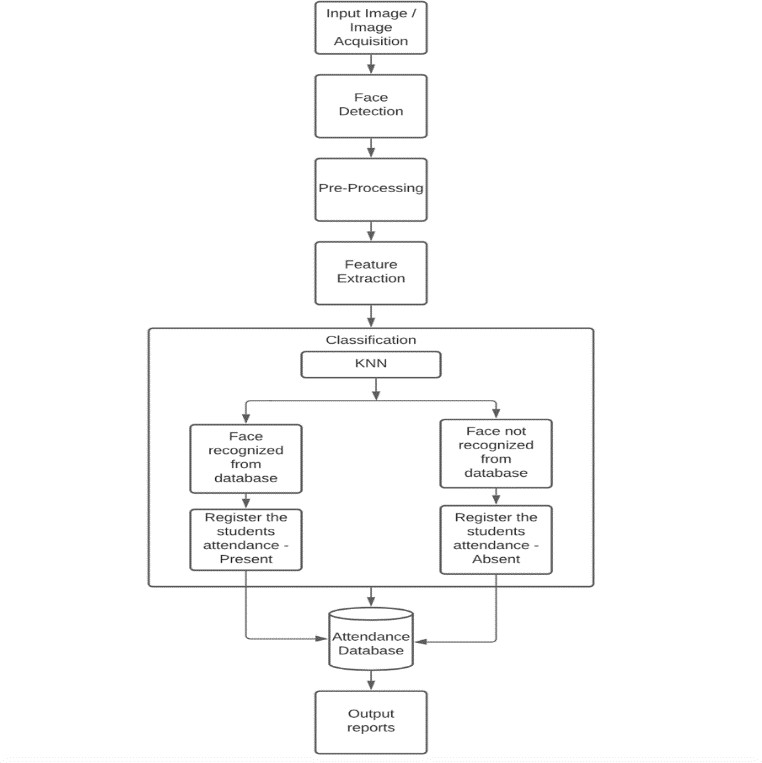 Input Image /
Image
Acquisition
Face
Detection
Pre-Processing
Feature
Extraction
Classification
KNN
Face
recognized
from
database
Face not
recognized
from
database
Register the
students
attendance -
Present
Register the
students
attendance -
Absent
Attendance
Database
Output
reports